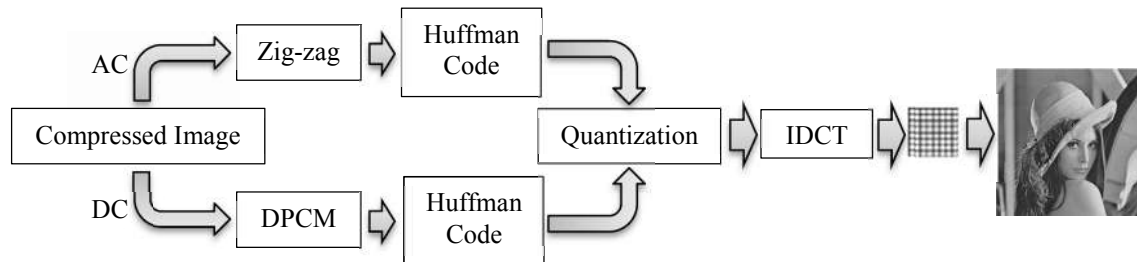 AC
Zig-zag
Huffman
Code
Compressed Image
Quantization
IDCT
DC
DPCM
Huffman
Code